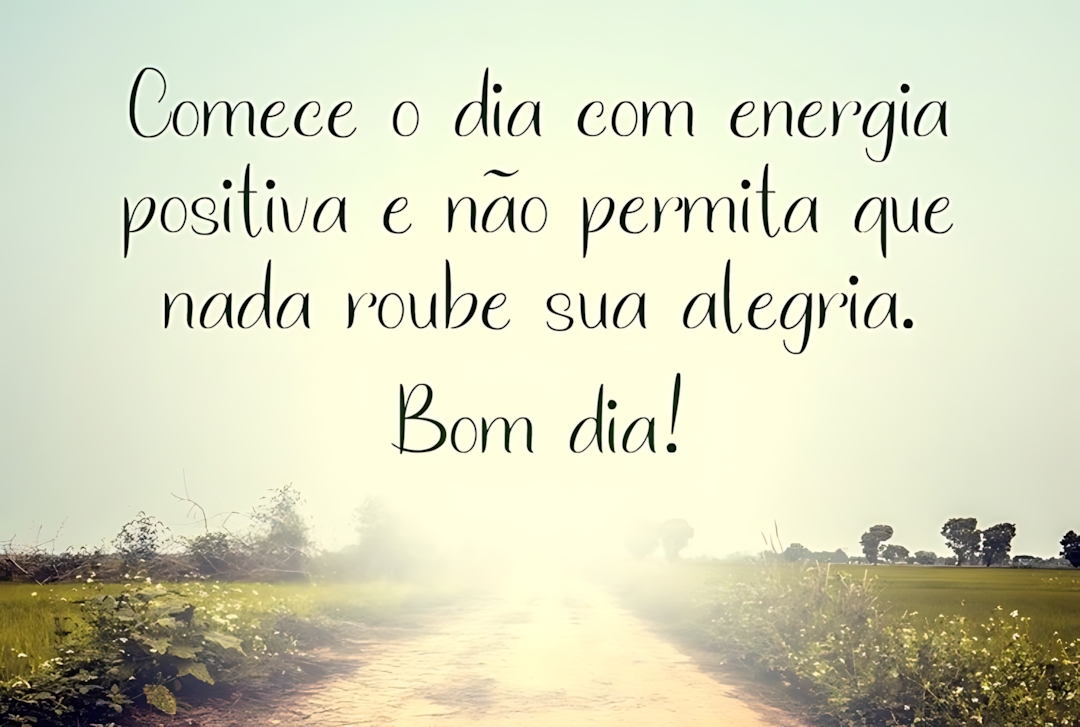 Comece o dia com energia
positiva e não permita que
nada roube sua alegria.
Bom dia!